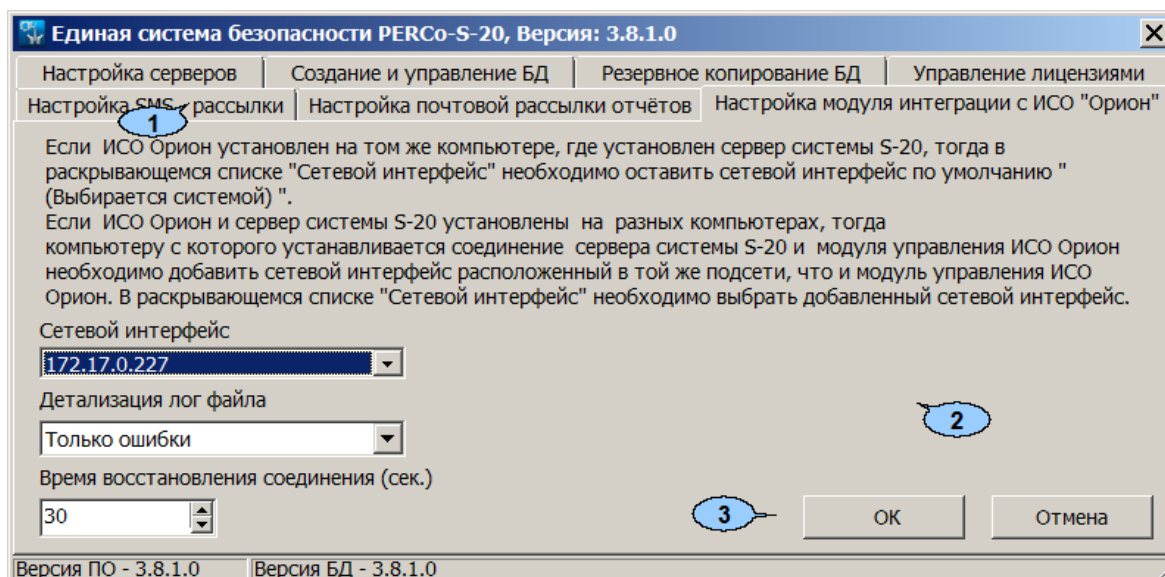 Единая система безопасности PERCo-S-20, Версия: 3.8.1.0
Настройка серверов Создание и управление БД Резервное копирование БД Управление лицензиями
Настройка SMS - рассылки Настройка почтовой рассылки отчётов Настройка модуля интеграции с ИСО "Орион"
1
Если ИСО Орион установлен на том же компьютере, где установлен сервер системы S-20, тогда в
раскрывающемся списке "Сетевой интерфейс" необходимо оставить сетевой интерфейс по умолчанию "
(Выбирается системой) ".
Если ИСО Орион и сервер системы S-20 установлены на разных компьютерах, тогда
компьютеру с которого устанавливается соединение сервера системы S-20 и модуля управления ИСО Орион
необходимо добавить сетевой интерфейс расположенный в той же подсети, что и модуль управления ИСО
Орион. В раскрывающемся списке "Сетевой интерфейс" необходимо выбрать добавленный сетевой интерфейс.
Сетевой интерфейс
172.17.0.227
Детализация лог файла
2
Только ошибки
Время восстановления соединения (сек.)
30
3
ОК Отмена
Версия ПО - 3.8.1.0 Версия БД - 3.8.1.0